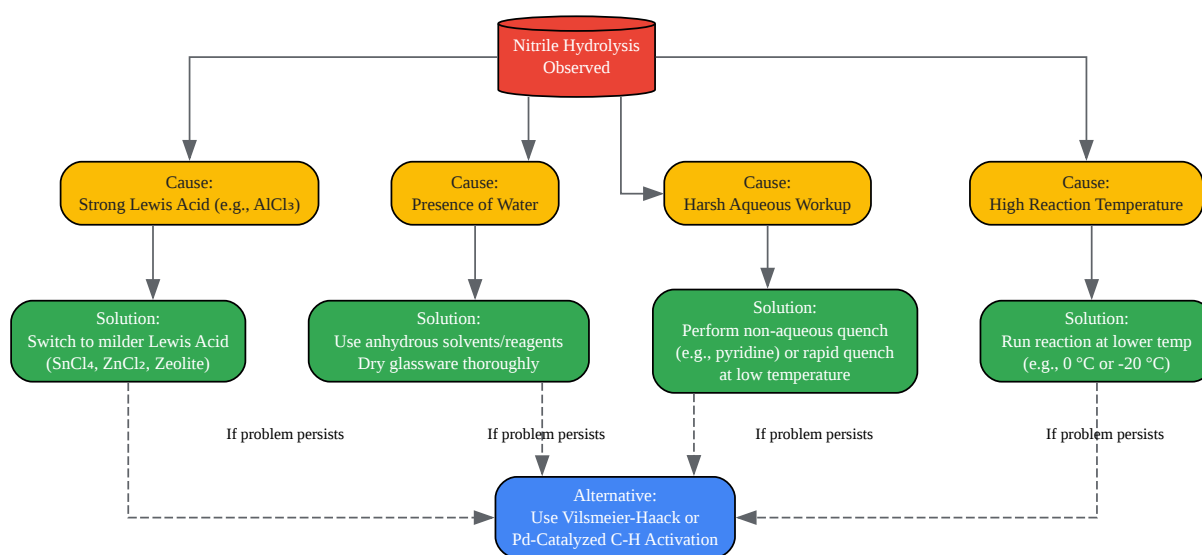 Nitrile Hydrolysis
Observed
Cause:
Strong Lewis Acid (e.g., AlCl₃)
Cause:
Presence of Water
Cause:
Harsh Aqueous Workup
Cause:
High Reaction Temperature
Solution:
Switch to milder Lewis Acid
(SnCl₄, ZnCl₂, Zeolite)
Solution:
Use anhydrous solvents/reagents
Dry glassware thoroughly
Solution:
Perform non-aqueous quench
(e.g., pyridine) or rapid quench
at low temperature
Solution:
Run reaction at lower temp
(e.g., 0 °C or -20 °C)
If problem persists
If problem persists
If problem persists
If problem persists
Alternative:
Use Vilsmeier-Haack or
Pd-Catalyzed C-H Activation